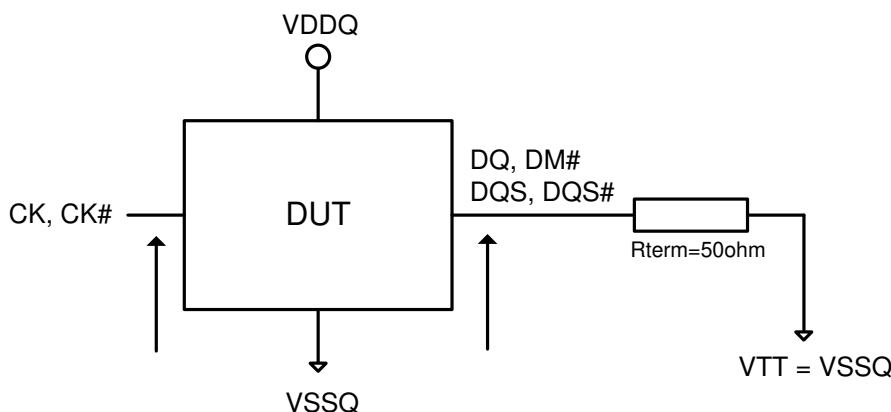 VDDQ
DQ, DM#
DQS, DQS#
CK, CK#
DUT
Rterm=50ohm
VTT = VSSQ
VSSQ